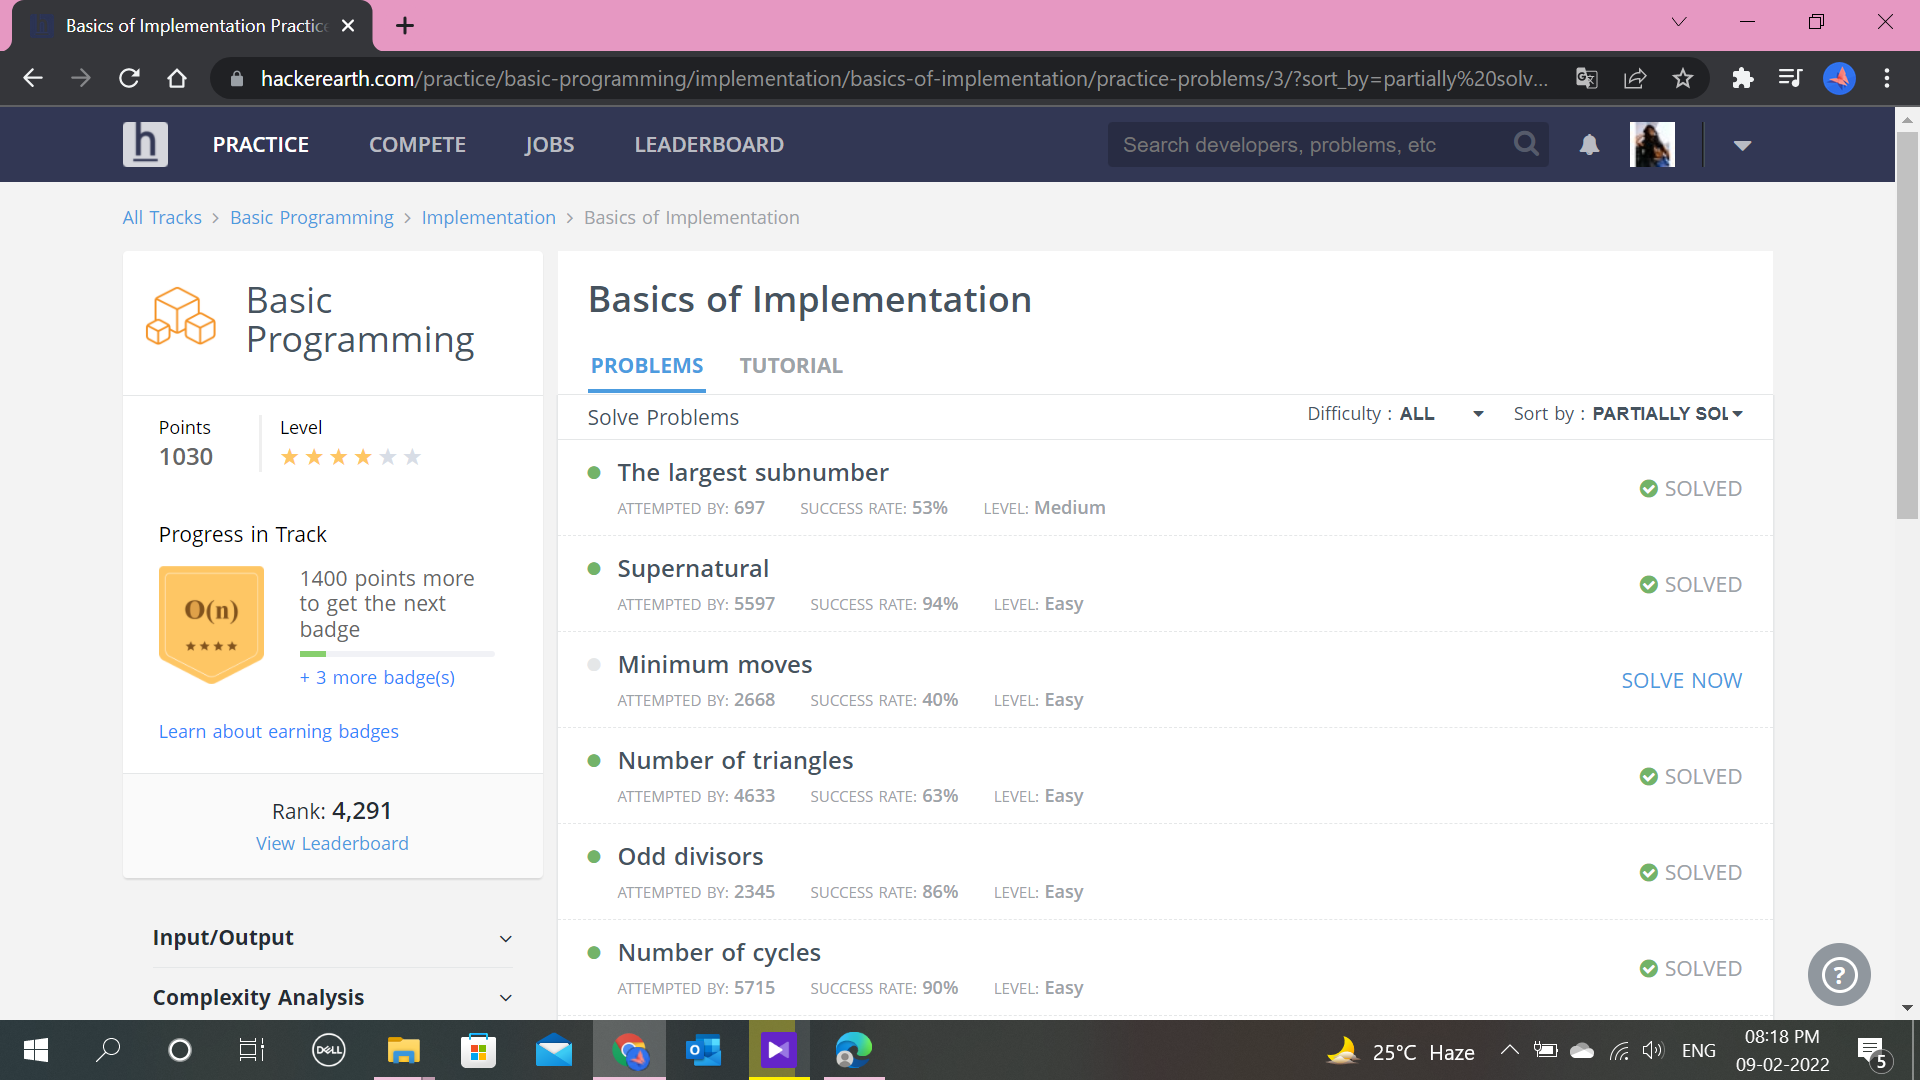 Basics of Implementation Practic
hackerearth.com/practice/basic-programming/implementation/basics-of-implementation/practice-problems/3/?sort_by=partially%20solv...
h PRACTICE COMPETE JOBS LEADERBOARD Search developers, problems, etc
All Tracks > Basic Programming > Implementation > Basics of Implementation
Basic
Programming
Points Level
1030
Progress in Track
O(n)
1400 points more
to get the next
badge
+ 3 more badge(s)
Learn about earning badges
Rank: 4,291
View Leaderboard
Input/Output
Complexity Analysis
Basics of Implementation
PROBLEMS TUTORIAL
Solve Problems Difficulty : ALL Sort by : PARTIALLY SOL
The largest subnumber
ATTEMPTED BY: 697 SUCCESS RATE: 53% LEVEL: Medium
SOLVED
Supernatural
ATTEMPTED BY: 5597 SUCCESS RATE: 94% LEVEL: Easy
SOLVED
Minimum moves
ATTEMPTED BY: 2668 SUCCESS RATE: 40% LEVEL: Easy
SOLVE NOW
Number of triangles
ATTEMPTED BY: 4633 SUCCESS RATE: 63% LEVEL: Easy
SOLVED
Odd divisors
ATTEMPTED BY: 2345 SUCCESS RATE: 86% LEVEL: Easy
SOLVED
Number of cycles
ATTEMPTED BY: 5715 SUCCESS RATE: 90% LEVEL: Easy
SOLVED
?
DELL
25°C Haze
ENG
08:18 PM
09-02-2022
5